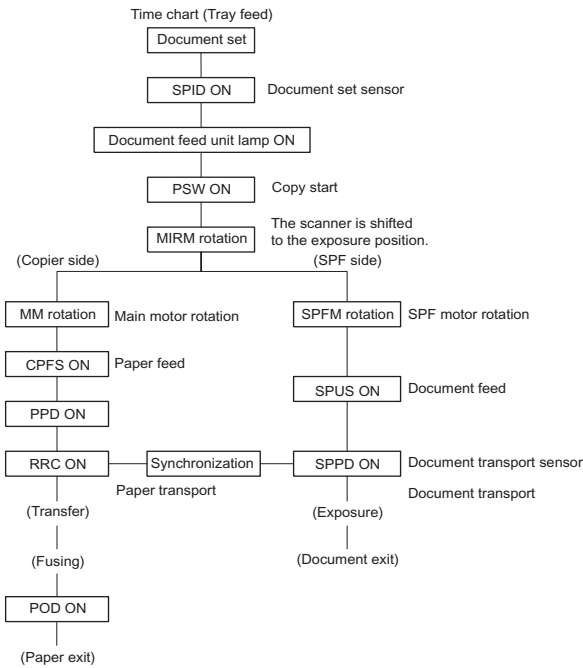 Time chart (Tray feed)
Document set
SPID ON
Document set sensor
Document feed unit lamp ON
PSW ON
Copy start
MIRM rotation
The scanner is shifted
to the exposure position.
(Copier side)
(SPF side)
MM rotation
Main motor rotation
SPFM rotation
SPF motor rotation
CPFS ON
Paper feed
SPUS ON
Document feed
PPD ON
RRC ON
Synchronization
SPPD ON
Document transport sensor
Paper transport
Document transport
(Transfer)
(Exposure)
(Fusing)
(Document exit)
POD ON
(Paper exit)